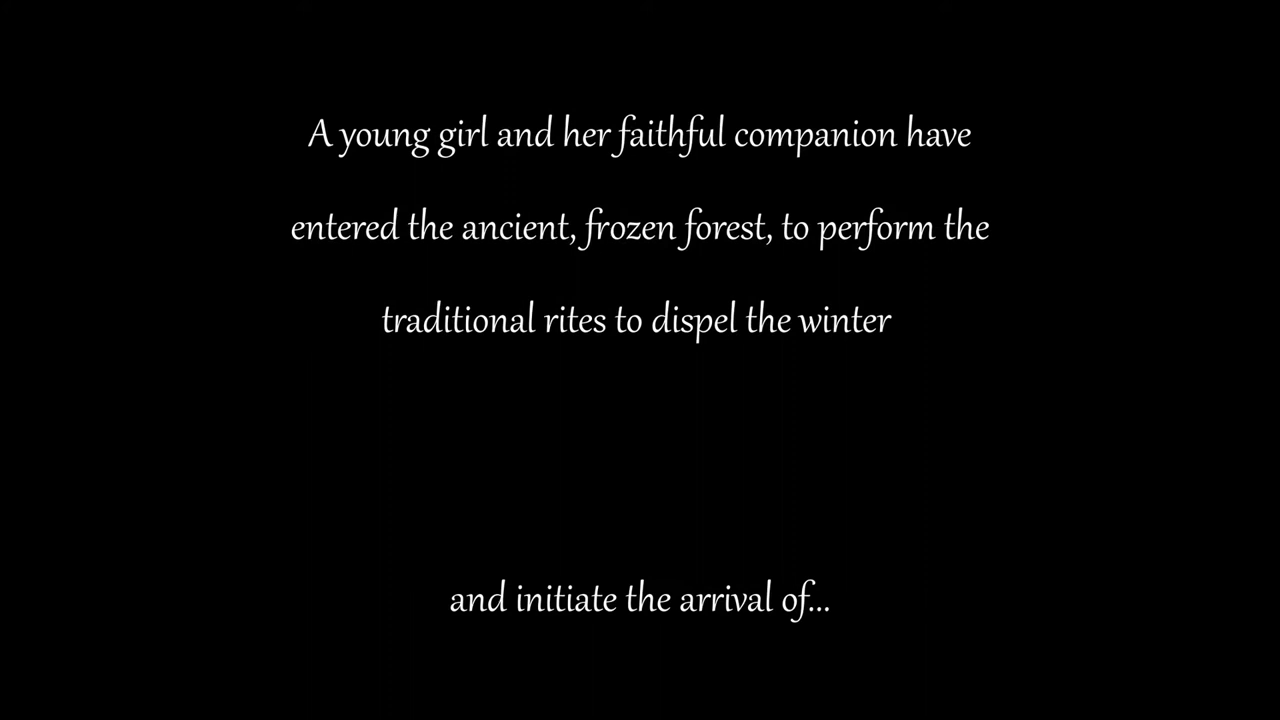 A young girl and her faithful companion have
entered the ancient, frozen forest, to perform the
traditional rites to dispel the winter
and initiate the arrival of...